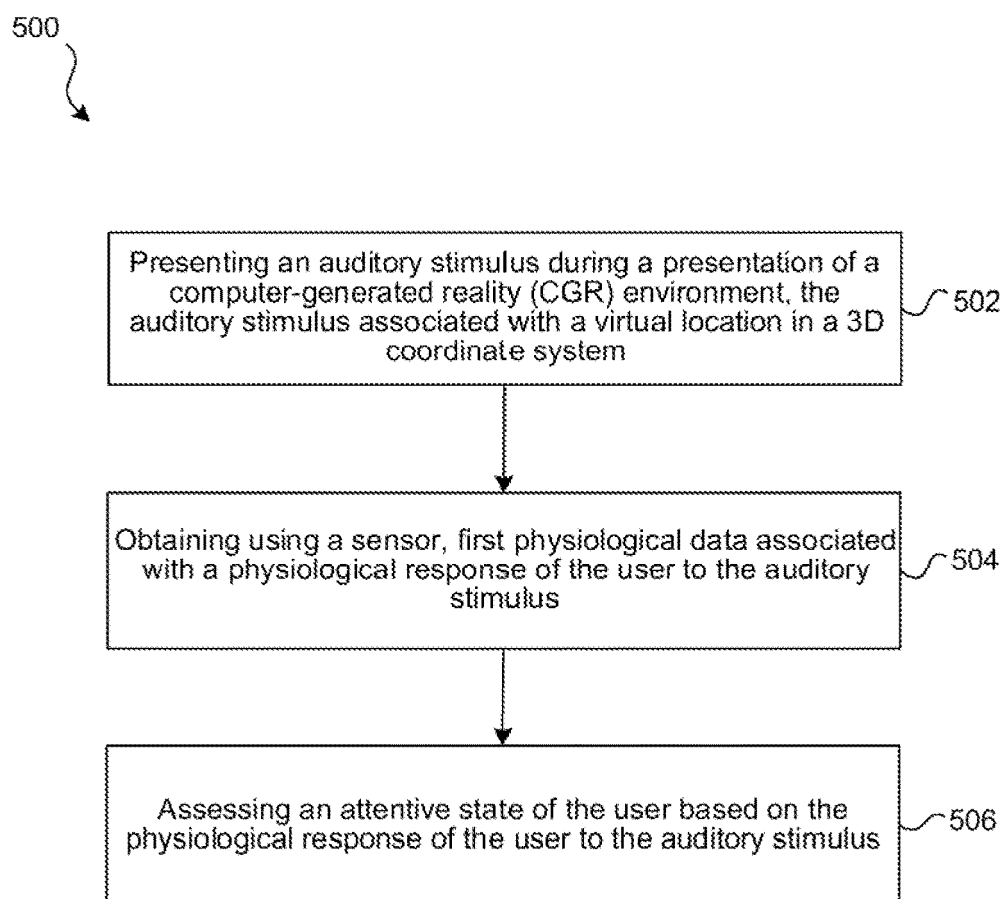 500
Presenting an auditory stimulus during a presentation of a
computer-generated reality (CGR) environment, the
auditory stimulus associated with a virtual location in a 3D
coordinate system
502
Obtaining using a sensor, first physiological data associated
with a physiological response of the user to the auditory
stimulus
504
Assessing an attentive state of the user based on the
physiological response of the user to the auditory stimulus
506